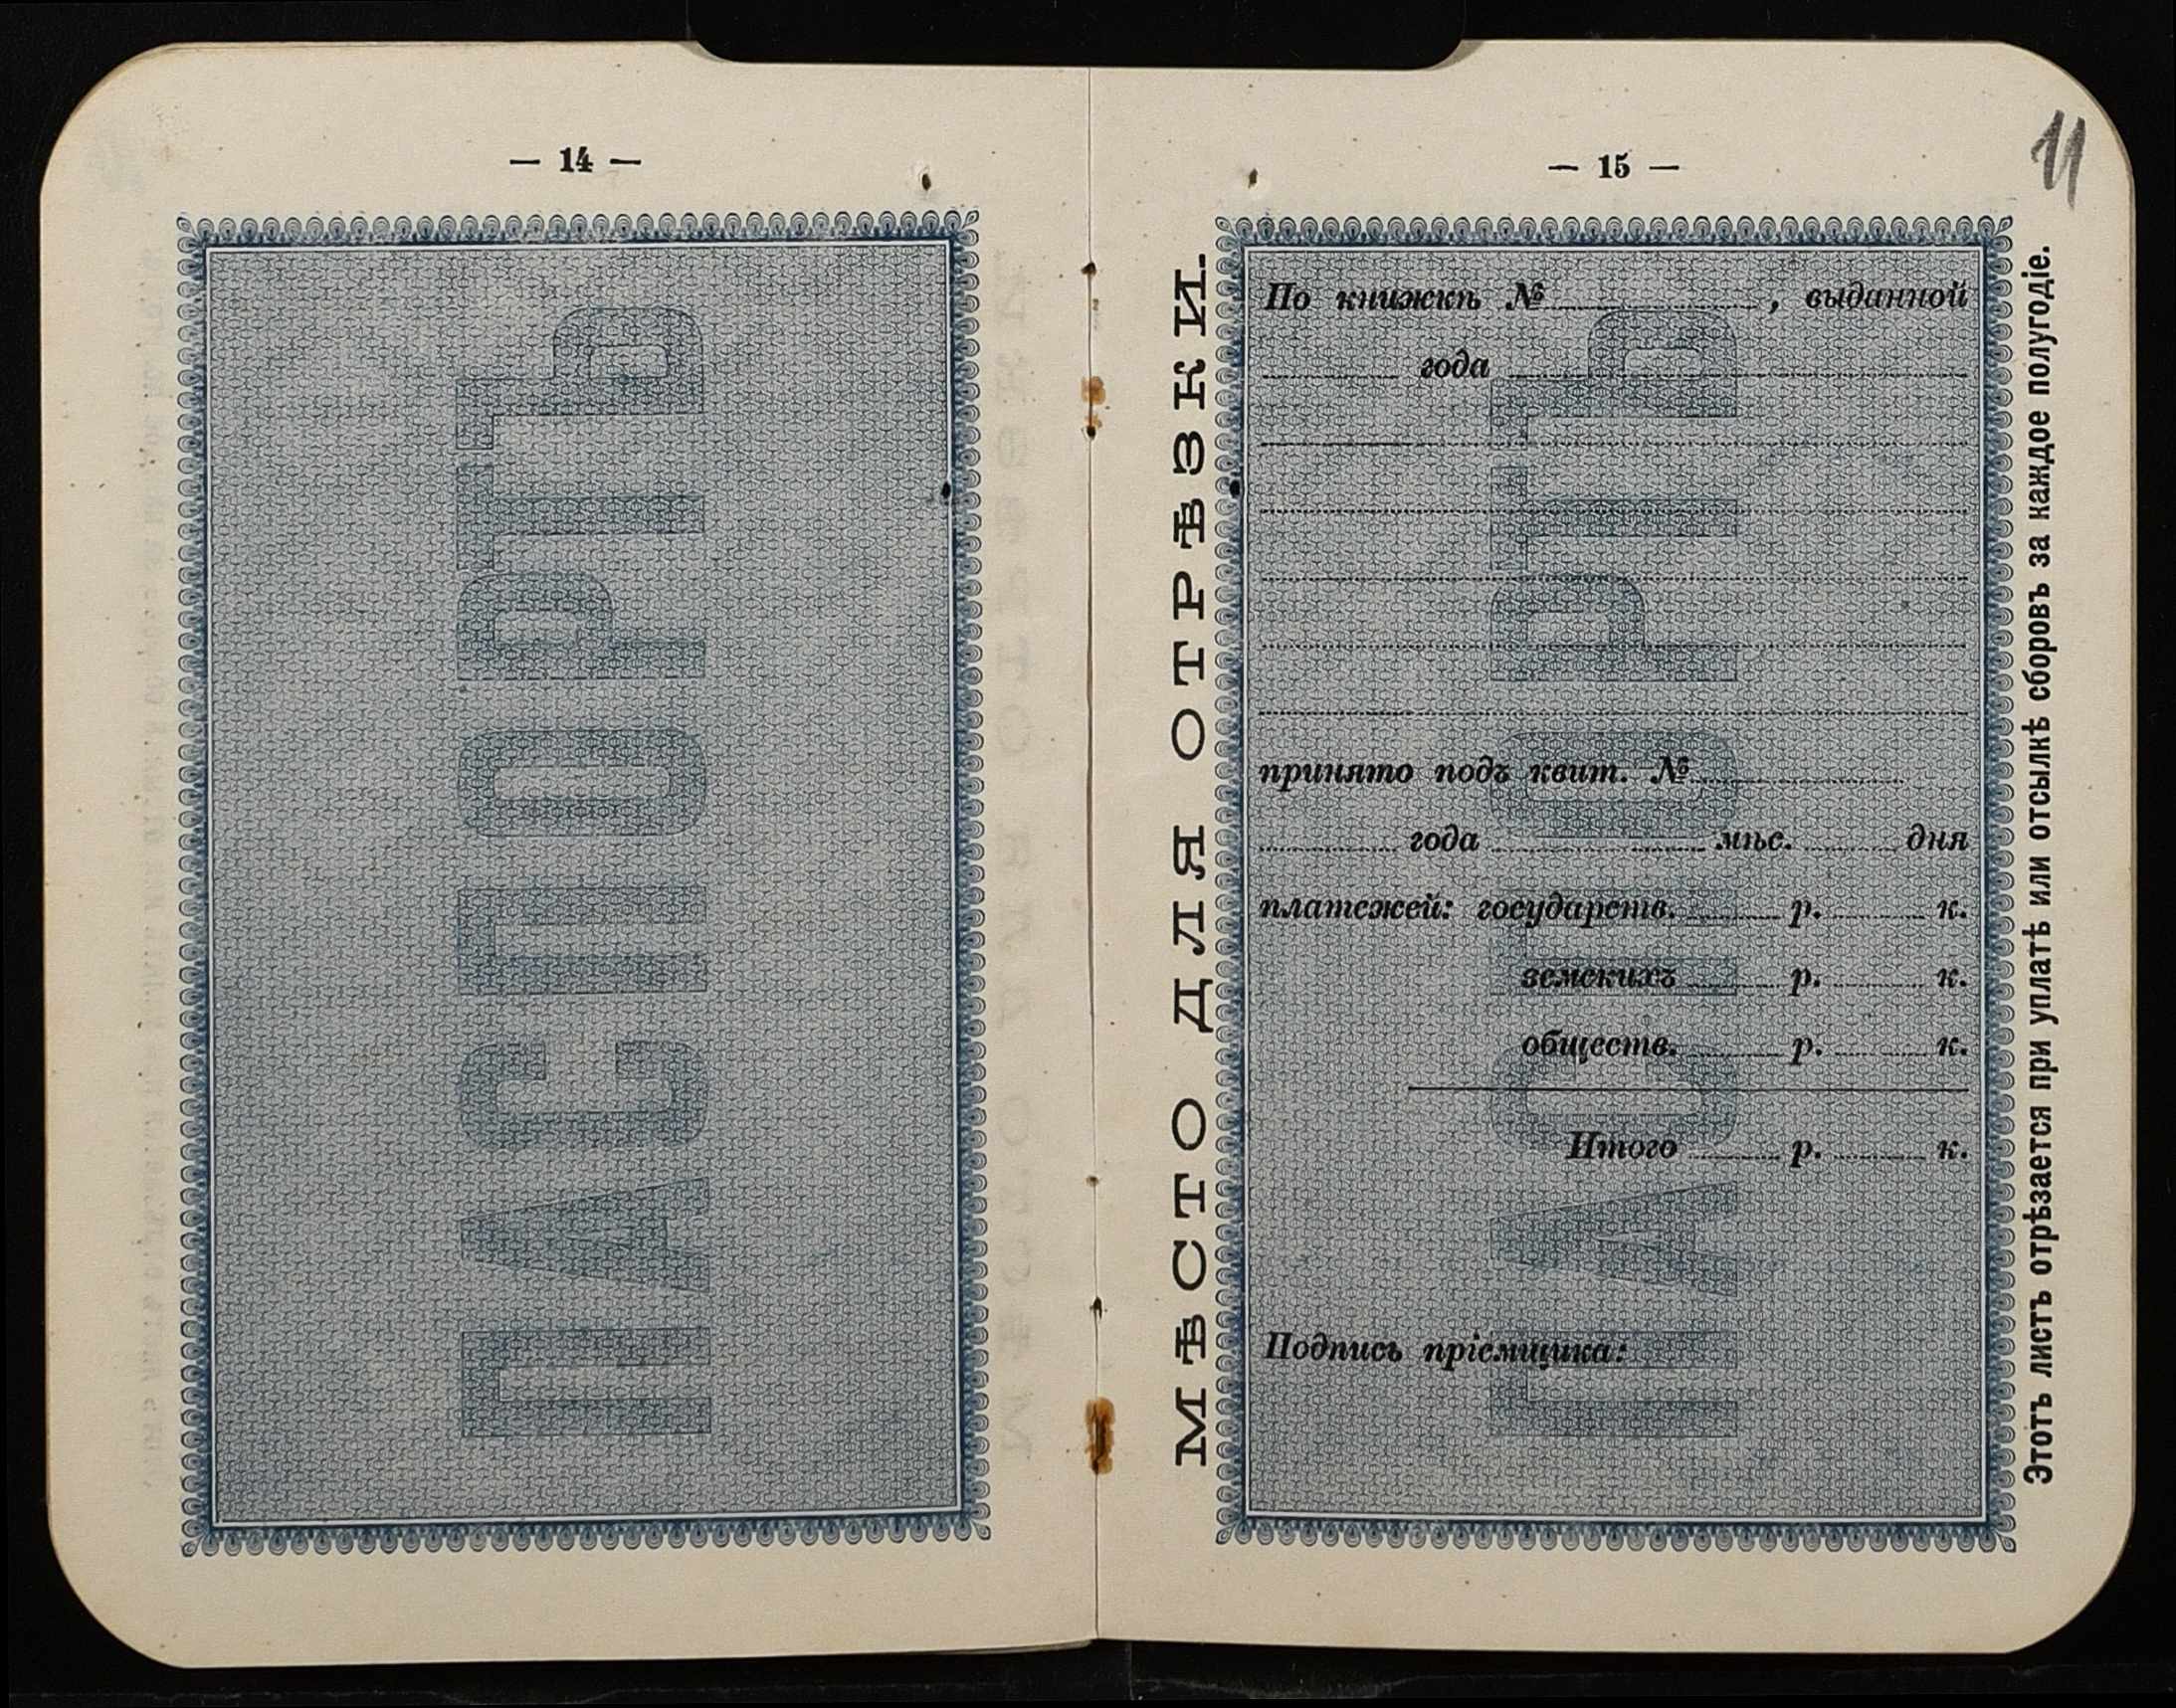 — 14 —
ПАСПОРТЪ
— 15 —
11
МѢСТО ДЛЯ ОТРѢЗКИ.
ПАСПОРТЪ
По книжкѣ № , выданной
года
принято подъ квит. №
года мѣс. дня
платежей: государств. р. к.
земскихъ р. к.
обществ. р. к.
Итого р. к.
Подпись пріемщика:
Этотъ листъ отрѣзается при уплатѣ или отсылкѣ сборовъ за каждое полугодіе.